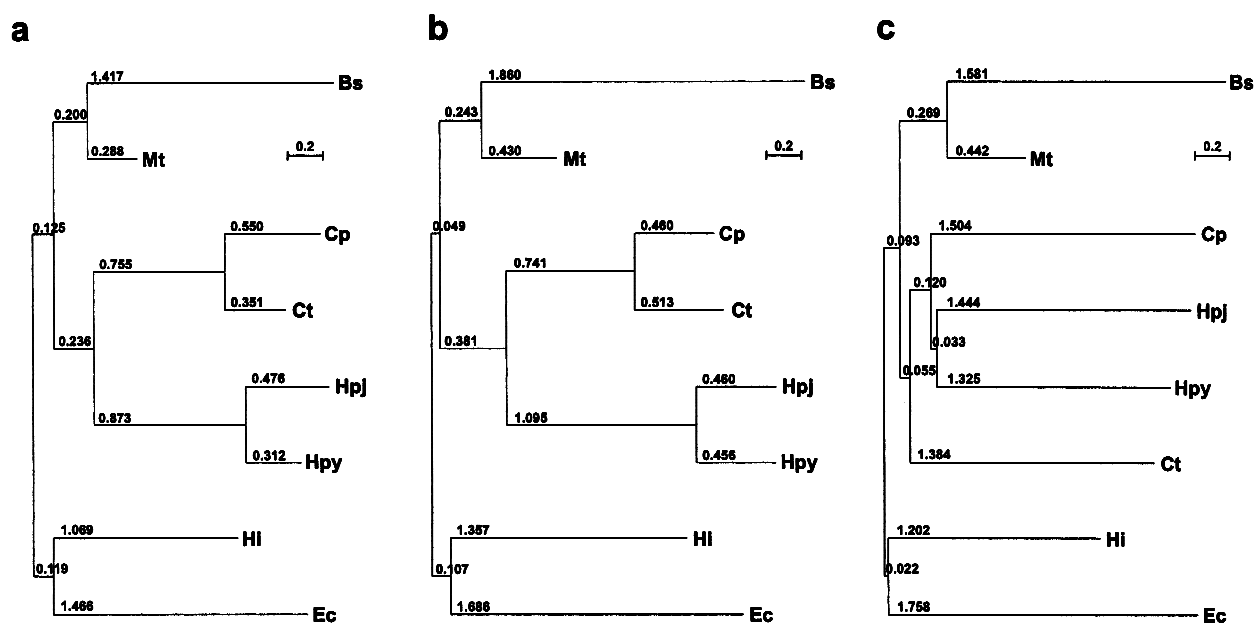 a
1.417
Bs
0.200
0.288
Mt
0.2
0.125
0.550
Cp
0.755
0.351
Ct
0.236
0.476
Hpj
0.873
0.312
Hpy
1.069
Hi
0.119
1.466
Ec
b
1.860
Bs
0.243
0.430
Mt
0.2
0.049
0.460
Cp
0.741
0.513
Ct
0.381
0.460
Hpj
1.095
0.456
Hpy
1.357
Hi
0.107
1.686
Ec
c
1.581
Bs
0.269
0.442
Mt
0.2
0.093
1.504
Cp
0.120
1.444
Hpj
0.033
0.055
1.325
Hpy
1.384
Ct
1.202
Hi
0.022
1.758
Ec